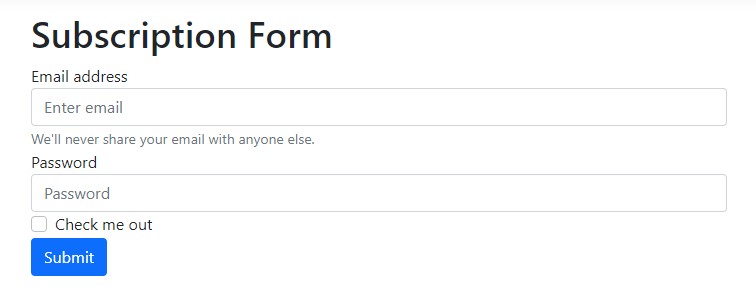 Subscription Form
Email address
Enter email
We'll never share your email with anyone else.
Password
Password
Check me out
Submit